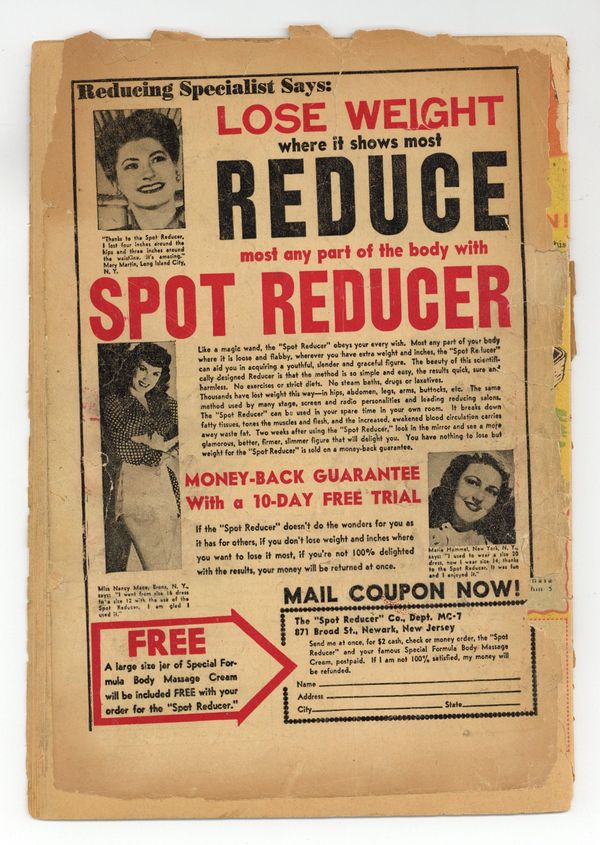 Reducing Specialist Says:
LOSE WEIGHT
where it shows most
REDUCE
most any part of the body with
SPOT REDUCER
"Thanks to the Spot Reducer,
I lost four inches around the
hips and three inches around
the waistline. It's amazing."
Mary Martin, Long Island City,
N. Y.
Like a magic wand, the "Spot Reducer" obeys your every wish. Most any part of your body
where it is loose and flabby, wherever you have extra weight and inches, the "Spot Reducer"
can aid you in acquiring a youthful, slender and graceful figure. The beauty of this scientifi-
cally designed Reducer is that the method is so simple and easy, the results quick, sure and
harmless. No exercises or strict diets. No steam baths, drugs or laxatives.
Thousands have lost weight this way—in hips, abdomen, legs, arms, buttocks, etc. The same
method used by many stage, screen and radio personalities and leading reducing salons.
The "Spot Reducer" can be used in your spare time in your own room. It breaks down
fatty tissues, tones the muscles and flesh, and the increased, awakened blood circulation carries
away waste fat. Two weeks after using the "Spot Reducer," look in the mirror and see a more
glamorous, better, firmer, slimmer figure that will delight you. You have nothing to lose but
weight for the "Spot Reducer" is sold on a money-back guarantee.
MONEY-BACK GUARANTEE
With a 10-DAY FREE TRIAL
If the "Spot Reducer" doesn't do the wonders for you as
it has for others, if you don't lose weight and inches where
you want to lose it most, if you're not 100% delighted
with the results, your money will be returned at once.
Marie Hammel, New York, N. Y.,
says: "I used to wear a size 20
dress, now I wear size 14, thanks
to the Spot Reducer. It was fun
and I enjoyed it."
Miss Nancy Mace, Bronx, N. Y.,
says: "I went from size 16 dress
to a size 12 with the use of the
Spot Reducer. I am glad I
used it."
MAIL COUPON NOW!
The "Spot Reducer" Co., Dept. MC-7
871 Broad St., Newark, New Jersey
Send me at once, for $2 cash, check or money order, the "Spot
Reducer" and your famous Special Formula Body Massage
Cream, postpaid. If I am not 100% satisfied, my money will
be refunded.
Name
Address
City State
FREE
A large size jar of Special For-
mula Body Massage Cream
will be included FREE with your
order for the "Spot Reducer."